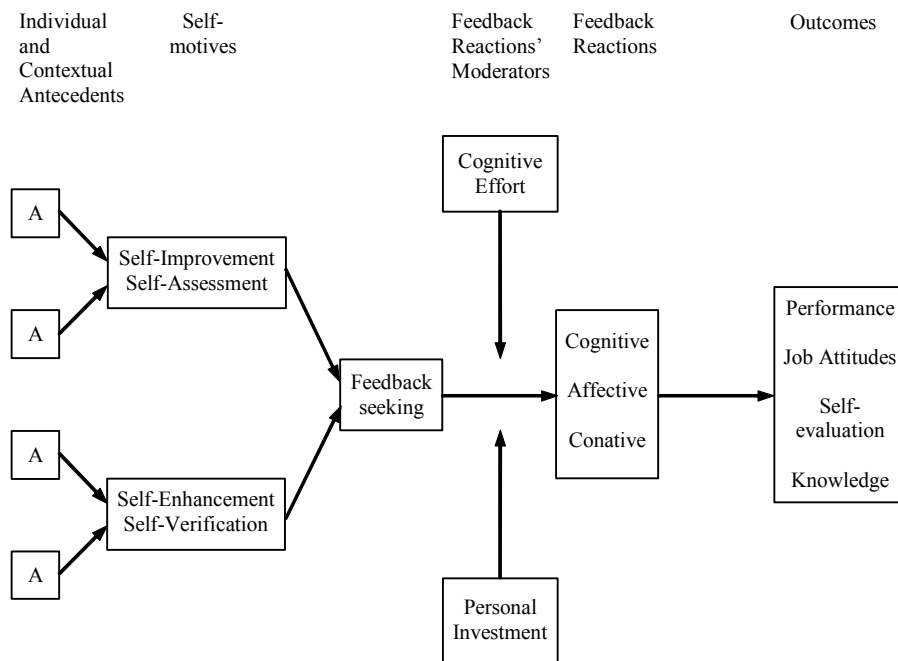 Individual
and
Contextual
Antecedents
Self-
motives
Feedback
Reactions'
Moderators
Feedback
Reactions
Outcomes
Cognitive
Effort
A
Self-Improvement
Self-Assessment
A
Feedback
seeking
Cognitive
Affective
Conative
Performance
Job Attitudes
Self-
evaluation
Knowledge
A
Self-Enhancement
Self-Verification
A
Personal
Investment